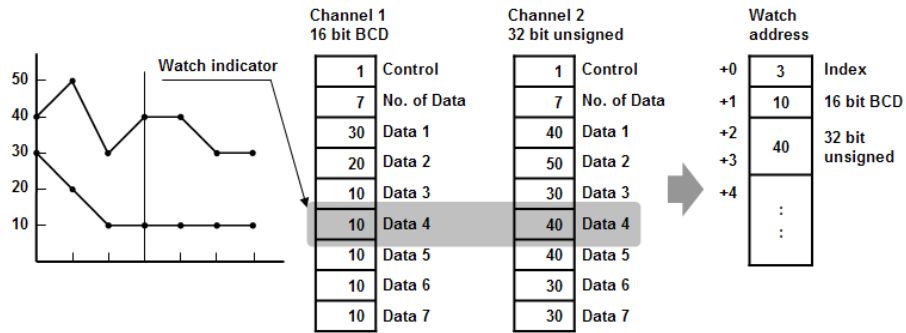 Channel 1
16 bit BCD
Channel 2
32 bit unsigned
Watch
address
Watch indicator
50
40
30
20
10
1 Control
7 No. of Data
30 Data 1
20 Data 2
10 Data 3
10 Data 4
10 Data 5
10 Data 6
10 Data 7
1 Control
7 No. of Data
40 Data 1
50 Data 2
30 Data 3
40 Data 4
40 Data 5
30 Data 6
30 Data 7
+0 3 Index
+1 10 16 bit BCD
+2
+3
40
32 bit
unsigned
+4
:
: